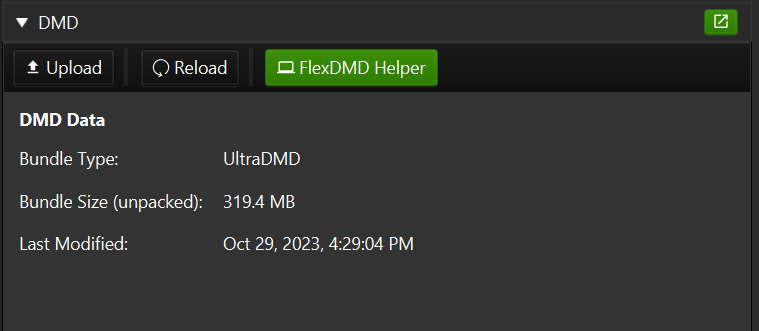 DMD
Upload Reload FlexDMD Helper
DMD Data
Bundle Type: UltraDMD
Bundle Size (unpacked): 319.4 MB
Last Modified: Oct 29, 2023, 4:29:04 PM